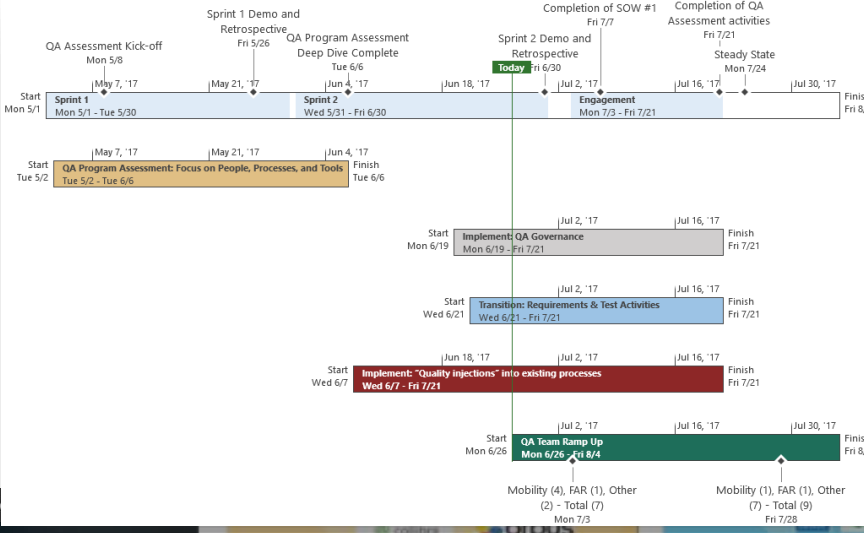 Completion of SOW #1
Fri 7/7
Completion of QA
Assessment activities
Fri 7/21
Sprint 1 Demo and
Retrospective
Fri 5/26
QA Program Assessment
Deep Dive Complete
Tue 6/6
Sprint 2 Demo and
Retrospective
Fri 6/30
QA Assessment Kick-off
Mon 5/8
Steady State
Mon 7/24
Today
May 7, '17
May 21, '17
Jun 4, '17
Jun 18, '17
Jul 2, '17
Jul 16, '17
Jul 30, '17
Start
Mon 5/1
Sprint 1
Mon 5/1 - Tue 5/30
Sprint 2
Wed 5/31 - Fri 6/30
Engagement
Mon 7/3 - Fri 7/21
Finis
Fri 8,
May 7, '17
May 21, '17
Jun 4, '17
Start
Tue 5/2
QA Program Assessment: Focus on People, Processes, and Tools
Tue 5/2 - Tue 6/6
Finish
Tue 6/6
Jul 2, '17
Jul 16, '17
Start
Mon 6/19
Implement: QA Governance
Mon 6/19 - Fri 7/21
Finish
Fri 7/21
Jul 2, '17
Jul 16, '17
Start
Wed 6/21
Transition: Requirements & Test Activities
Wed 6/21 - Fri 7/21
Finish
Fri 7/21
Jun 18, '17
Jul 2, '17
Jul 16, '17
Start
Wed 6/7
Implement: "Quality injections" into existing processes
Wed 6/7 - Fri 7/21
Finish
Fri 7/21
Jul 2, '17
Jul 16, '17
Jul 30, '17
Start
Mon 6/26
QA Team Ramp Up
Mon 6/26 - Fri 8/4
Finis
Fri 8,
Mobility (4), FAR (1), Other
(2) - Total (7)
Mon 7/3
Mobility (1), FAR (1), Other
(7) - Total (9)
Fri 7/28